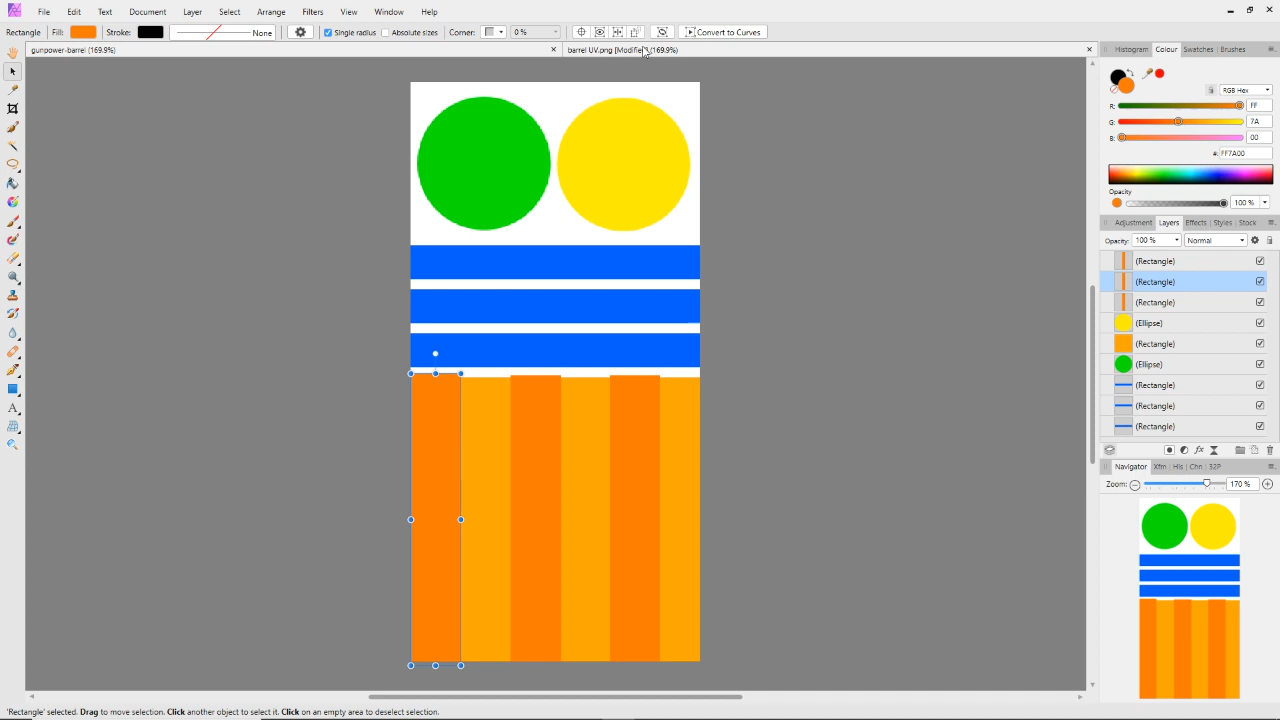 File Edit Text Document Layer Select Arrange Filters View Window Help
Rectangle Fill: Stroke: None Single radius Absolute sizes Corner: 0 % Convert to Curves
gunpower-barrel (169.9%) barrel UV.png [Modified] (169.9%)
Histogram Colour Swatches Brushes
RGB Hex
R: FF
G: 7A
B: 00
#: FF7A00
Opacity
100 %
Adjustment Layers Effects Styles Stock
Opacity: 100 % Normal
(Rectangle)
(Rectangle)
(Rectangle)
(Ellipse)
(Rectangle)
(Ellipse)
(Rectangle)
(Rectangle)
(Rectangle)
Navigator Xfm His Chn 32P
Zoom: 170 %
'Rectangle' selected. Drag to move selection. Click another object to select it. Click on an empty area to deselect selection.